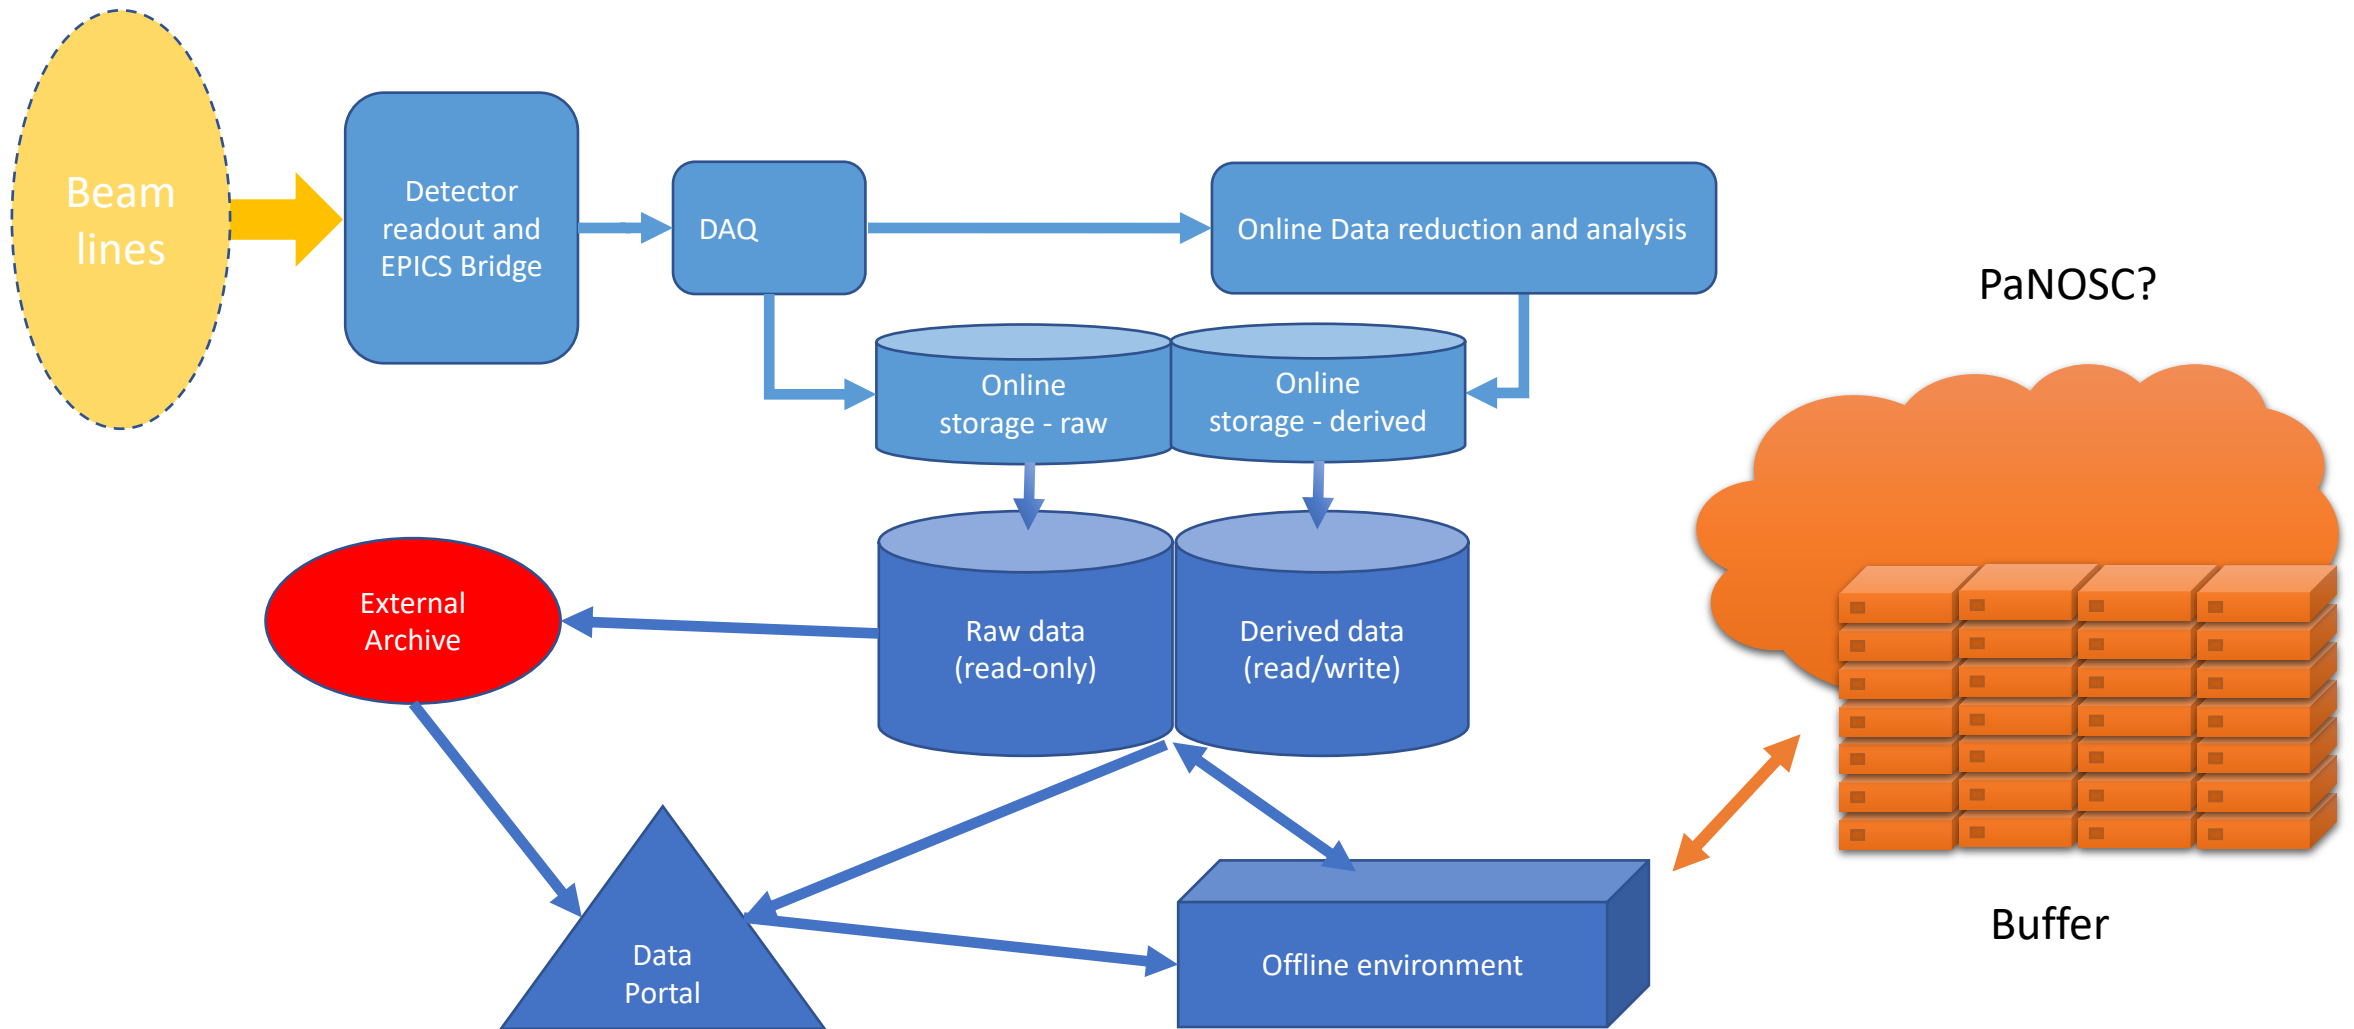 Beam
lines
Detector
readout and
EPICS Bridge
DAQ
Online Data reduction and analysis
PaNOSC?
Online
storage - raw
Online
storage - derived
External
Archive
Raw data
(read-only)
Derived data
(read/write)
Data
Portal
Offline environment
Buffer